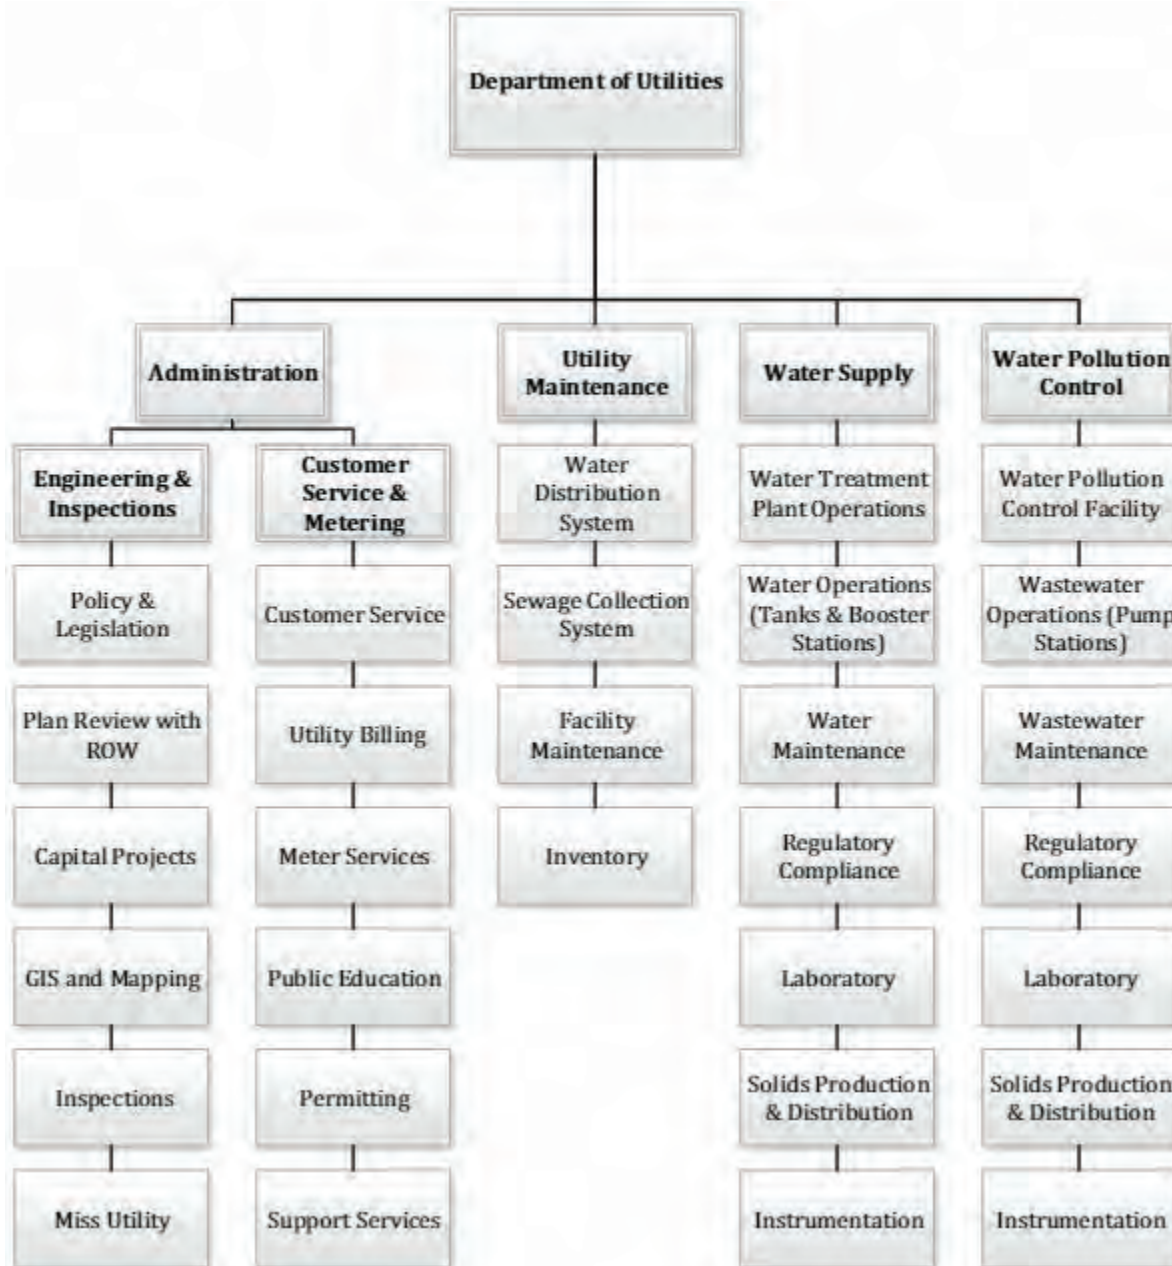 Department of Utilities
Administration
Utility
Maintenance
Water Supply
Water Pollution
Control
Engineering &
Inspections
Customer
Service &
Metering
Water
Distribution
System
Water Treatment
Plant Operations
Water Pollution
Control Facility
Policy &
Legislation
Customer Service
Sewage Collection
System
Water Operations
(Tanks & Booster
Stations)
Wastewater
Operations (Pump
Stations)
Plan Review with
ROW
Utility Billing
Facility
Maintenance
Water
Maintenance
Wastewater
Maintenance
Capital Projects
Meter Services
Inventory
Regulatory
Compliance
Regulatory
Compliance
GIS and Mapping
Public Education
Laboratory
Laboratory
Inspections
Permitting
Solids Production
& Distribution
Solids Production
& Distribution
Miss Utility
Support Services
Instrumentation
Instrumentation